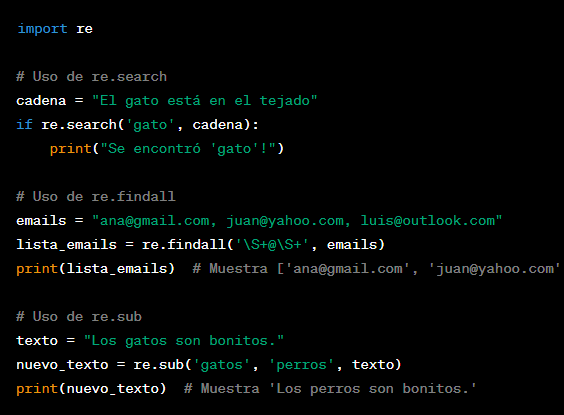 import re
# Uso de re.search
cadena = "El gato está en el tejado"
if re.search('gato', cadena):
    print("Se encontró 'gato'!")
# Uso de re.findall
emails = "ana@gmail.com, juan@yahoo.com, luis@outlook.com"
lista_emails = re.findall('\S+@\S+', emails)
print(lista_emails)  # Muestra ['ana@gmail.com', 'juan@yahoo.com'
# Uso de re.sub
texto = "Los gatos son bonitos."
nuevo_texto = re.sub('gatos', 'perros', texto)
print(nuevo_texto)  # Muestra 'Los perros son bonitos.'